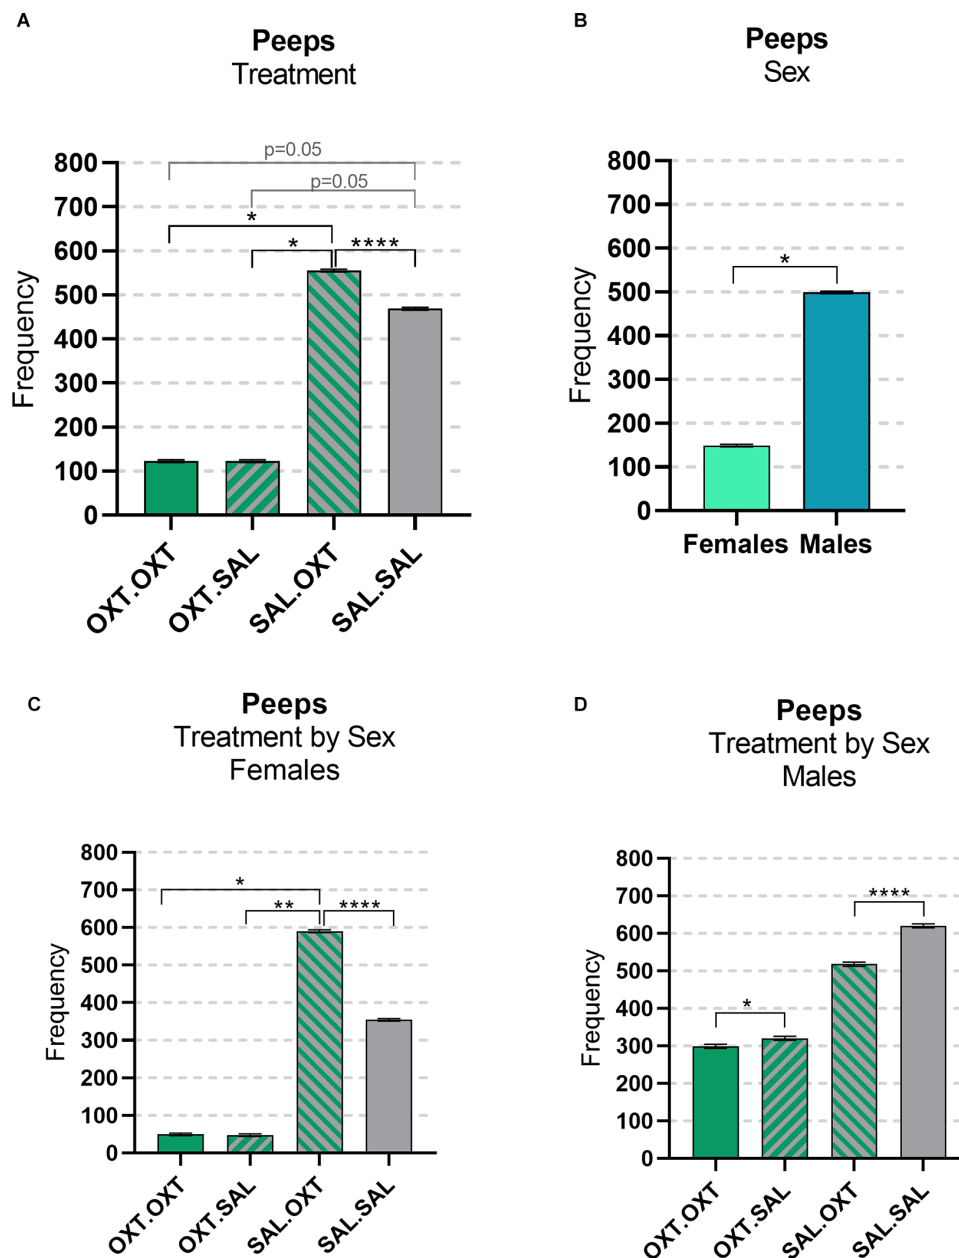 A
Peeps
Treatment
800
700
600
500
400
300
200
100
0
Frequency
p=0.05
p=0.05
*
*
****
OXT.OXT
OXT.SAL
SAL.OXT
SAL.SAL
B
Peeps
Sex
800
700
600
500
400
300
200
100
0
Frequency
*
Females Males
C
Peeps
Treatment by Sex
Females
800
700
600
500
400
300
200
100
0
Frequency
*
**
****
OXT.OXT
OXT.SAL
SAL.OXT
SAL.SAL
D
Peeps
Treatment by Sex
Males
800
700
600
500
400
300
200
100
0
Frequency
*
****
OXT.OXT
OXT.SAL
SAL.OXT
SAL.SAL